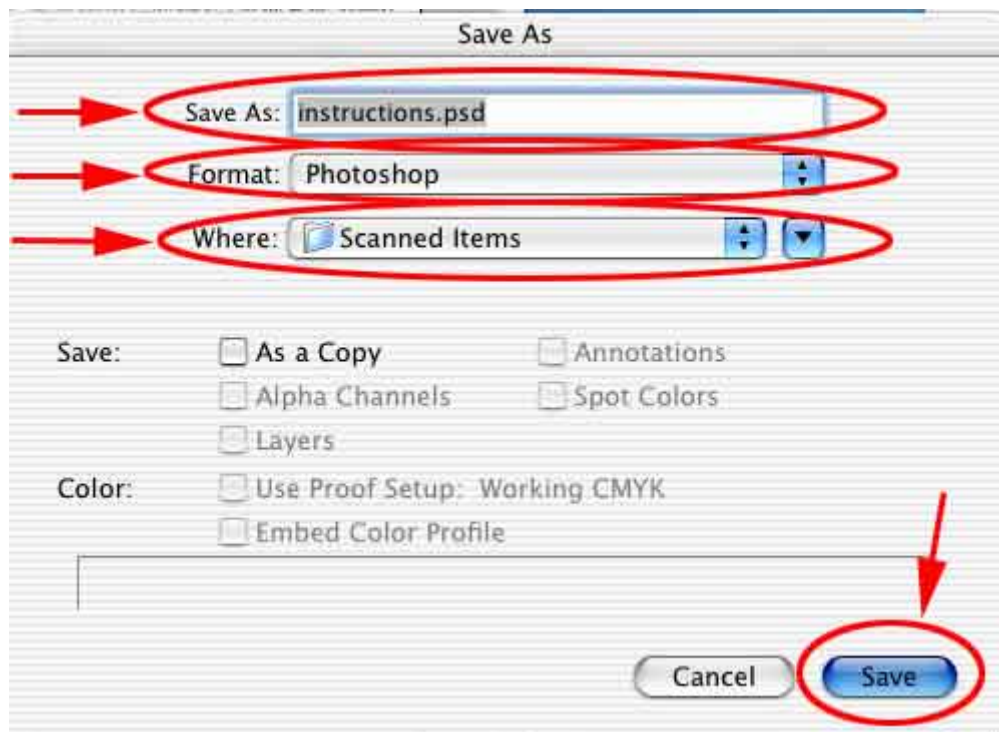 Save As
Save As: instructions.psd
Format: Photoshop
Where: Scanned Items
Save: As a Copy Annotations
Alpha Channels Spot Colors
Layers
Color: Use Proof Setup: Working CMYK
Embed Color Profile
Cancel Save